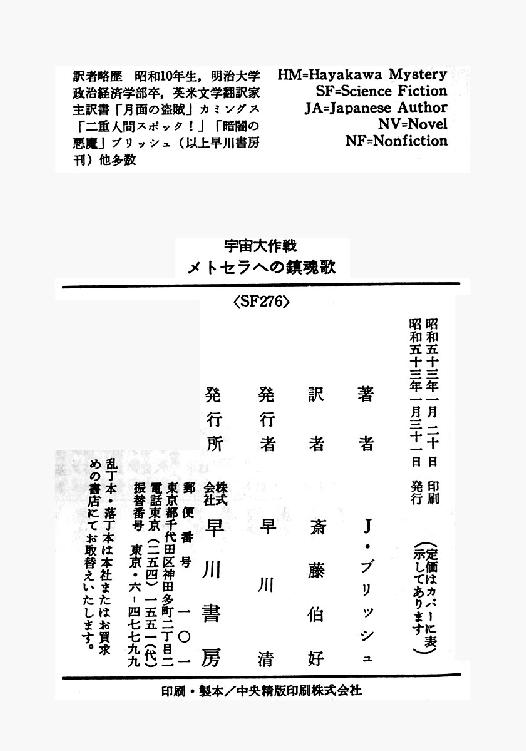 訳者略歴　昭和10年生，明治大学
政治経済学部卒，英米文学翻訳家
主訳書「月面の盗賊」カミングス
「二重人間スポック！」「暗闇の
悪魔」ブリッシュ（以上早川書房
刊）他多数
HM=Hayakawa Mystery
SF=Science Fiction
JA=Japanese Author
NV=Novel
NF=Nonfiction
宇宙大作戦
メトセラへの鎮魂歌
〈SF276〉
昭和五十三年一月二十日　印刷
昭和五十三年一月三十一日　発行
（定価はカバーに表
示してあります）
著者　J・ブリッシュ
訳者　斎藤伯好
発行者　早川清
発行所　株式会社　早川書房
郵便番号　一〇一
東京都千代田区神田多町二丁目二
電話東京（二五四）一五五一（代）
振替番号　東京・六-四七七九九
乱丁本・落丁本は本社またはお買求
めの書店にてお取替えいたします。
印刷・製本／中央精版印刷株式会社